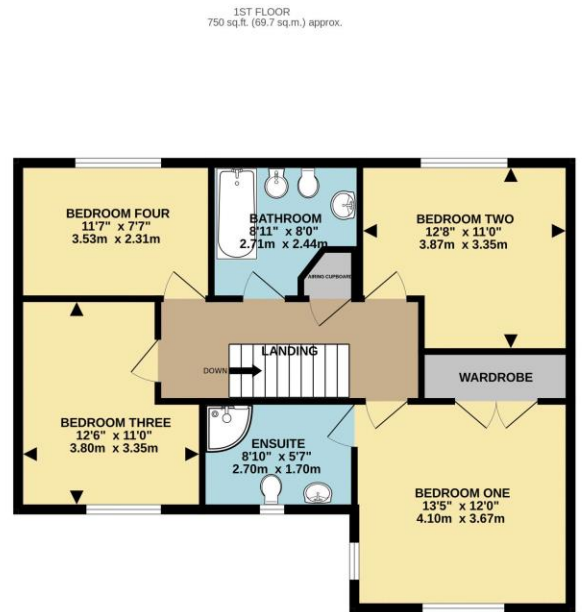 1ST FLOOR
750 sq.ft. (69.7 sq.m.) approx.
BEDROOM FOUR
11'7" x 7'7"
3.53m x 2.31m
BATHROOM
8'11" x 8'0"
2.71m x 2.44m
BEDROOM TWO
12'8" x 11'0"
3.87m x 3.35m
AIRING CUPBOARD
LANDING
DOWN
WARDROBE
BEDROOM THREE
12'6" x 11'0"
3.80m x 3.35m
ENSUITE
8'10" x 5'7"
2.70m x 1.70m
BEDROOM ONE
13'5" x 12'0"
4.10m x 3.67m